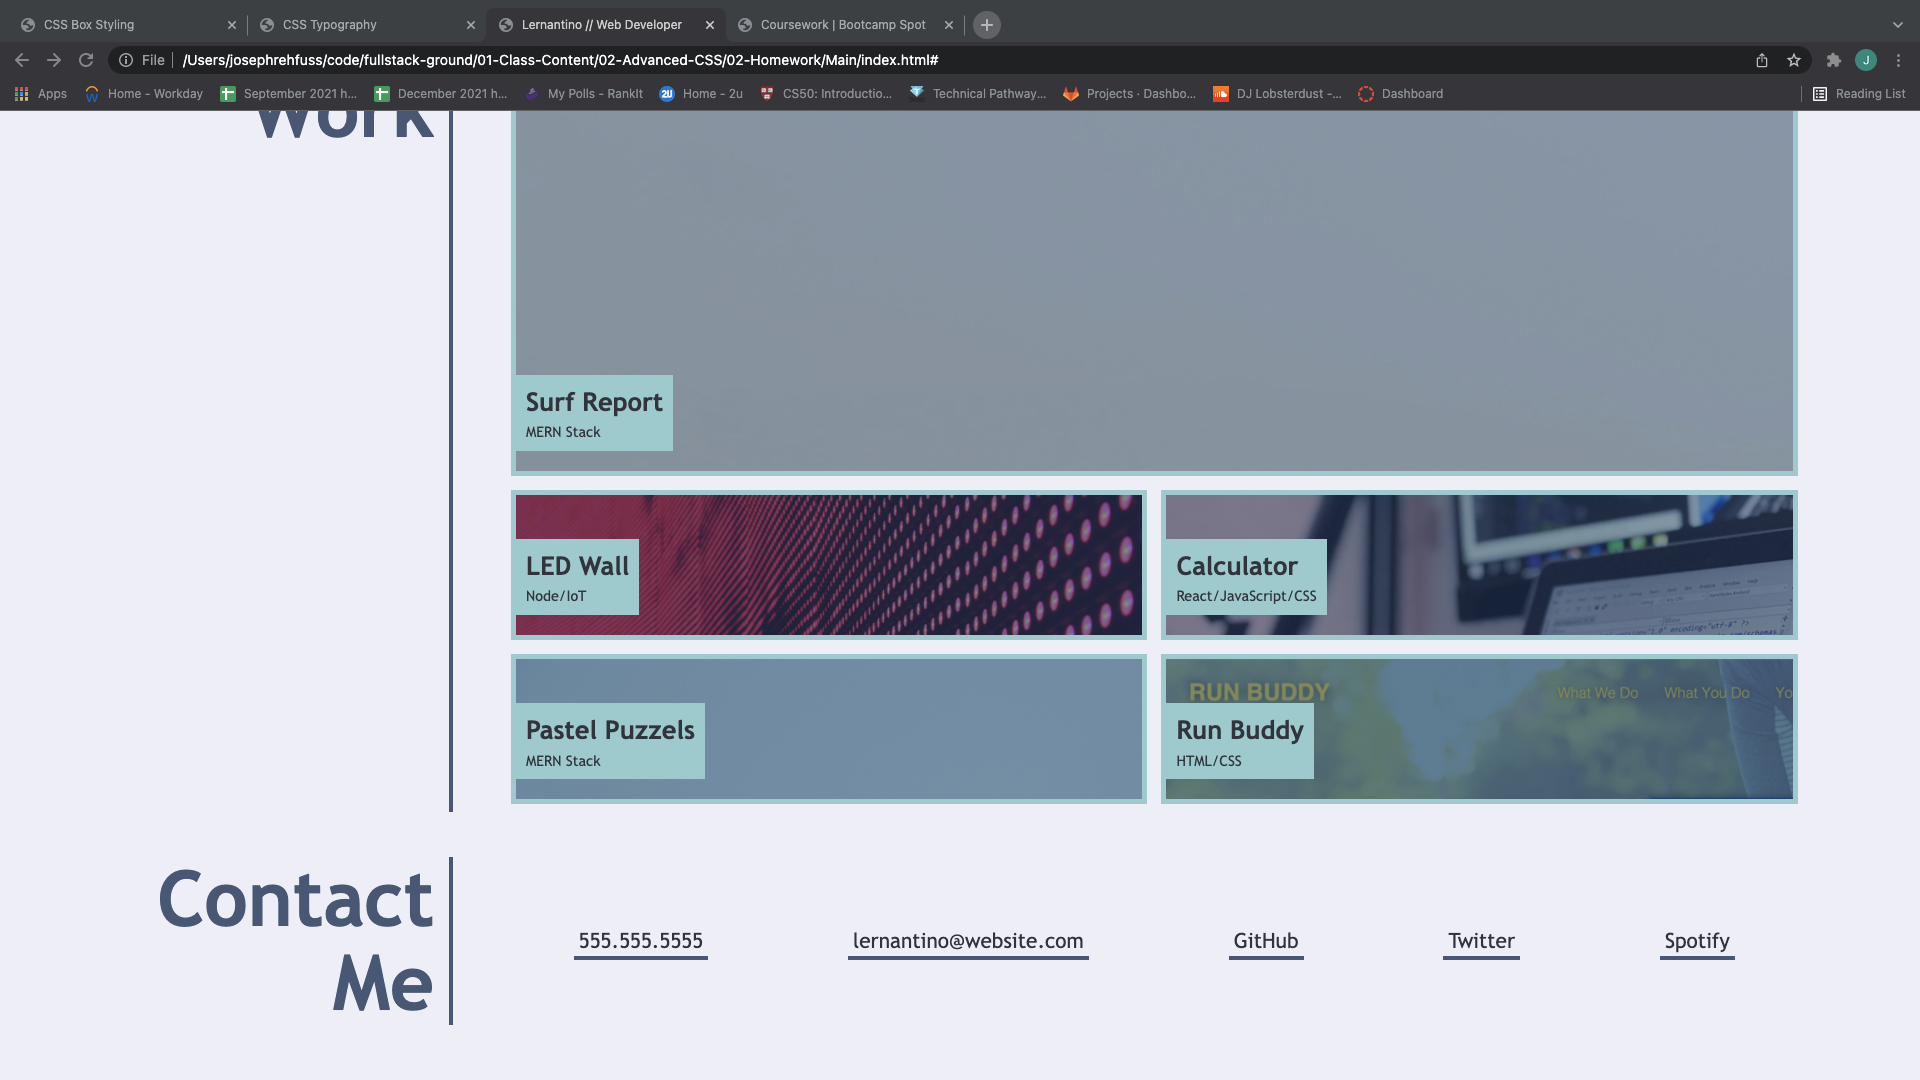 CSS Box Styling
CSS Typography
Lernantino // Web Developer
Coursework | Bootcamp Spot
File
/Users/josephrehfuss/code/fullstack-ground/01-Class-Content/02-Advanced-CSS/02-Homework/Main/index.html#
J
Apps
Home - Workday
September 2021 h...
December 2021 h...
My Polls - RankIt
2U
Home - 2u
CS50: Introductio...
Technical Pathway...
Projects · Dashbo...
DJ Lobsterdust -...
Dashboard
Reading List
Work
Surf Report
MERN Stack
LED Wall
Node/IoT
Calculator
React/JavaScript/CSS
Pastel Puzzels
MERN Stack
RUN BUDDY
What We Do
What You Do
Yo
Run Buddy
HTML/CSS
Contact
Me
555.555.5555
lernantino@website.com
GitHub
Twitter
Spotify